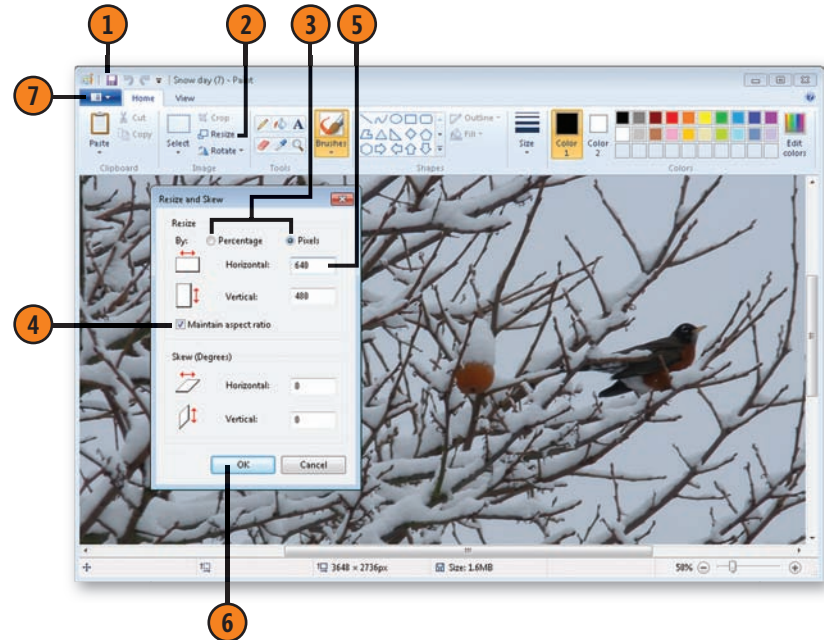 1
2
3
5
7
Snow day (7) - Paint
Home View
Paste
Cut
Copy
Clipboard
Select
Crop
Resize
Rotate
Image
A
Tools
Brushes
Outline
Fill
Shapes
Size
Color 1
Color 2
Edit colors
Colors
Resize and Skew
Resize
By: Percentage Pixels
Horizontal: 640
Vertical: 480
4
Maintain aspect ratio
Skew (Degrees)
Horizontal: 0
Vertical: 0
OK Cancel
3648 × 2736px Size: 1.6MB 50%
6